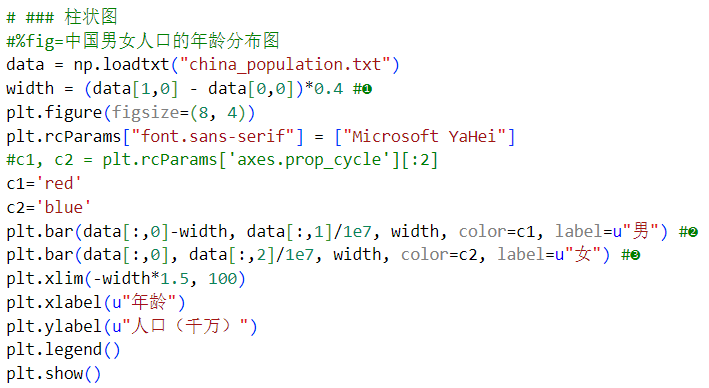 # ### 柱状图
#%fig=中国男女人口的年龄分布图
data = np.loadtxt("china_population.txt")
width = (data[1,0] - data[0,0])*0.4 #❶
plt.figure(figsize=(8, 4))
plt.rcParams["font.sans-serif"] = ["Microsoft YaHei"]
#c1, c2 = plt.rcParams['axes.prop_cycle'][:2]
c1='red'
c2='blue'
plt.bar(data[:,0]-width, data[:,1]/1e7, width, color=c1, label=u"男") #❷
plt.bar(data[:,0], data[:,2]/1e7, width, color=c2, label=u"女") #❸
plt.xlim(-width*1.5, 100)
plt.xlabel(u"年龄")
plt.ylabel(u"人口（千万）")
plt.legend()
plt.show()